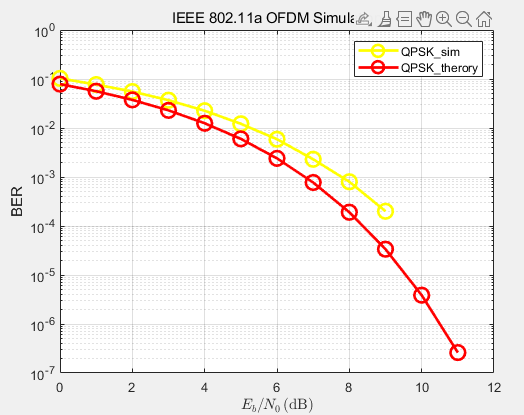 IEEE 802.11a OFDM Simula
10^0
10^-1
10^-2
10^-3
10^-4
10^-5
10^-6
10^-7
BER
QPSK_sim
QPSK_therory
0 2 4 6 8 10 12
E_b/N_0 (dB)